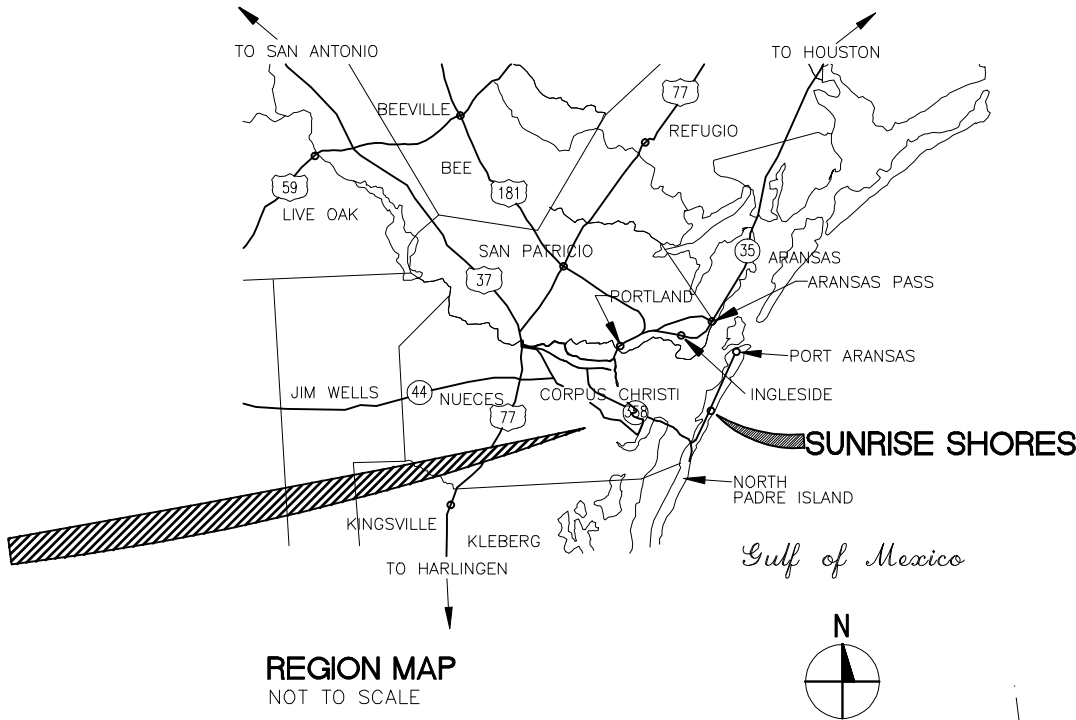 TO SAN ANTONIO
TO HOUSTON
77
BEEVILLE
REFUGIO
BEE
59
181
LIVE OAK
SAN PATRICIO
35
ARANSAS
37
ARANSAS PASS
PORTLAND
PORT ARANSAS
JIM WELLS
44
NUECES
CORPUS CHRISTI
INGLESIDE
77
358
SUNRISE SHORES
NORTH
PADRE ISLAND
KINGSVILLE
KLEBERG
Gulf of Mexico
TO HARLINGEN
N
REGION MAP
NOT TO SCALE